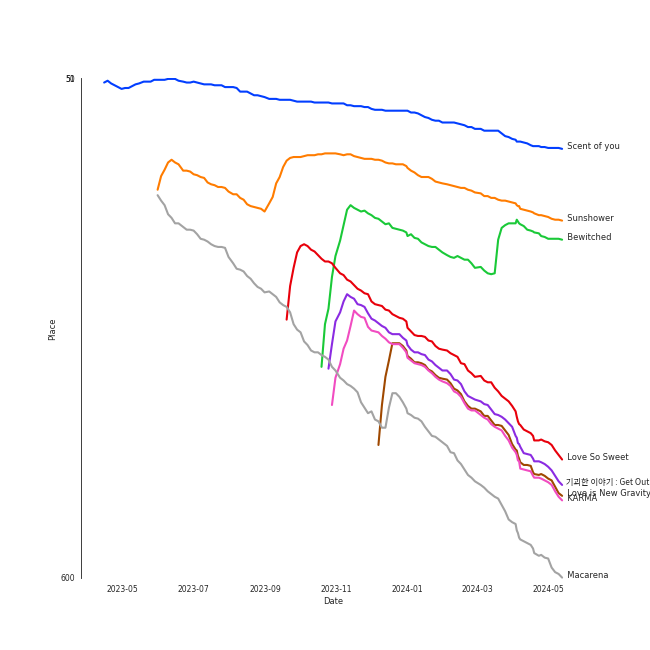 50
Scent of you
Sunshower
Bewitched
Place
Love So Sweet
기괴한 이야기 : Get Out
Love is New Gravity
KARMA
Macarena
600
2023-05 2023-07 2023-09 2023-11 2024-01 2024-03 2024-05
Date